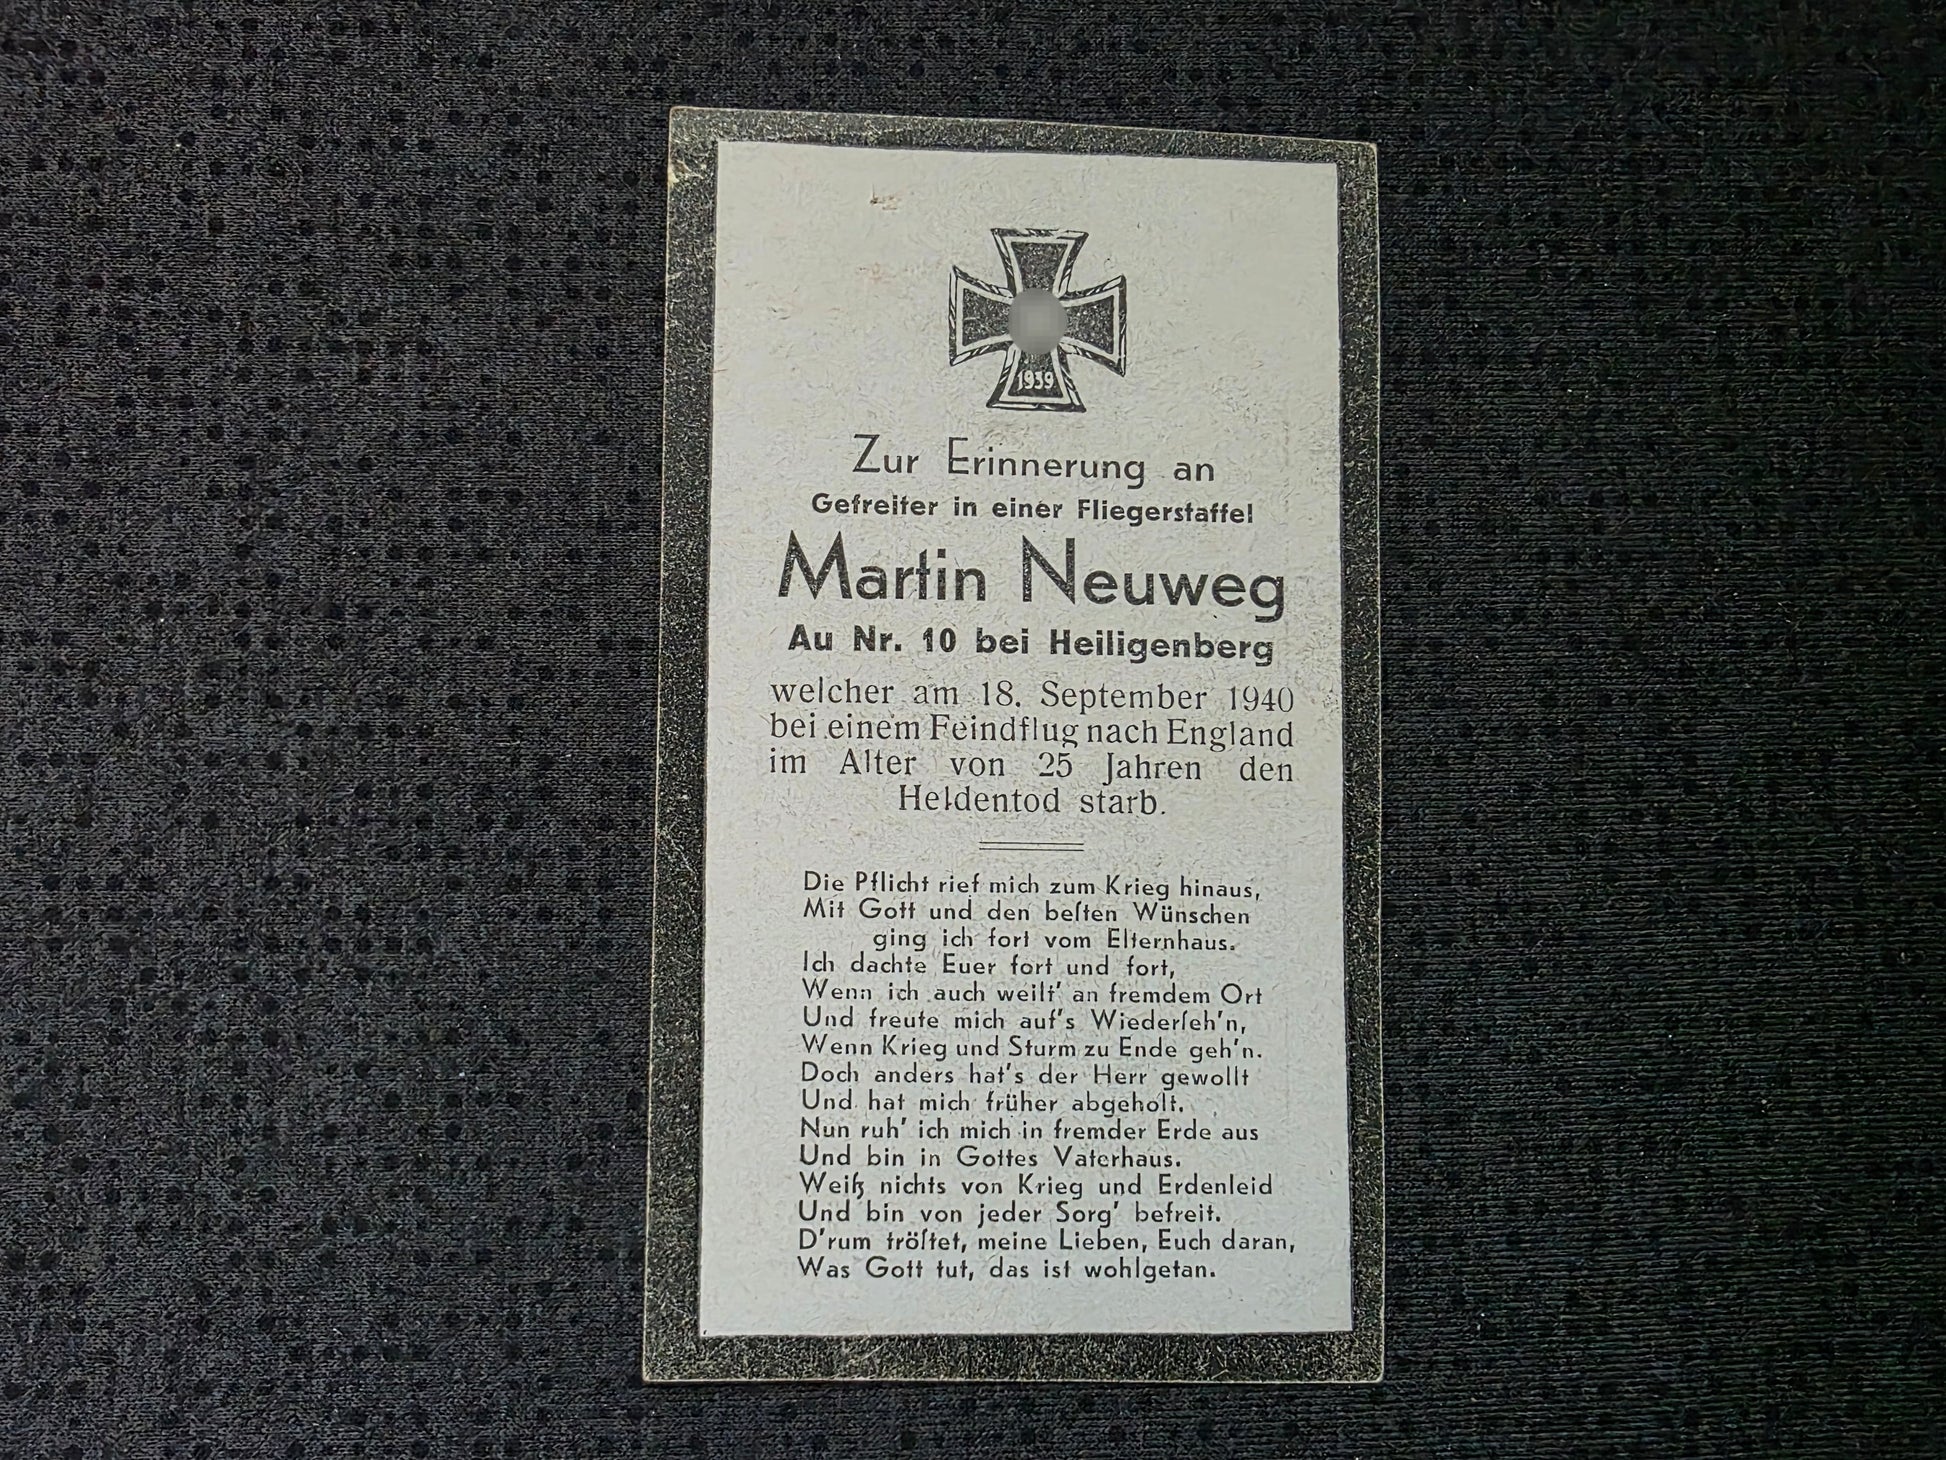 1939
Zur Erinnerung an
Gefreiter in einer Fliegerstaffel
Martin Neuweg
Au Nr. 10 bei Heiligenberg
welcher am 18. September 1940
bei einem Feindflug nach England
im Alter von 25 Jahren den
Heldentod starb.
Die Pflicht rief mich zum Krieg hinaus,
Mit Gott und den beſten Wünschen
ging ich fort vom Elternhaus.
Ich dachte Euer fort und fort,
Wenn ich auch weilt' an fremdem Ort
Und freute mich auf's Wiederſeh'n,
Wenn Krieg und Sturm zu Ende geh'n.
Doch anders hat's der Herr gewollt
Und hat mich früher abgeholt.
Nun ruh' ich mich in fremder Erde aus
Und bin in Gottes Vaterhaus.
Weiß nichts von Krieg und Erdenleid
Und bin von jeder Sorg' befreit.
D'rum tröſtet, meine Lieben, Euch daran,
Was Gott tut, das ist wohlgetan.